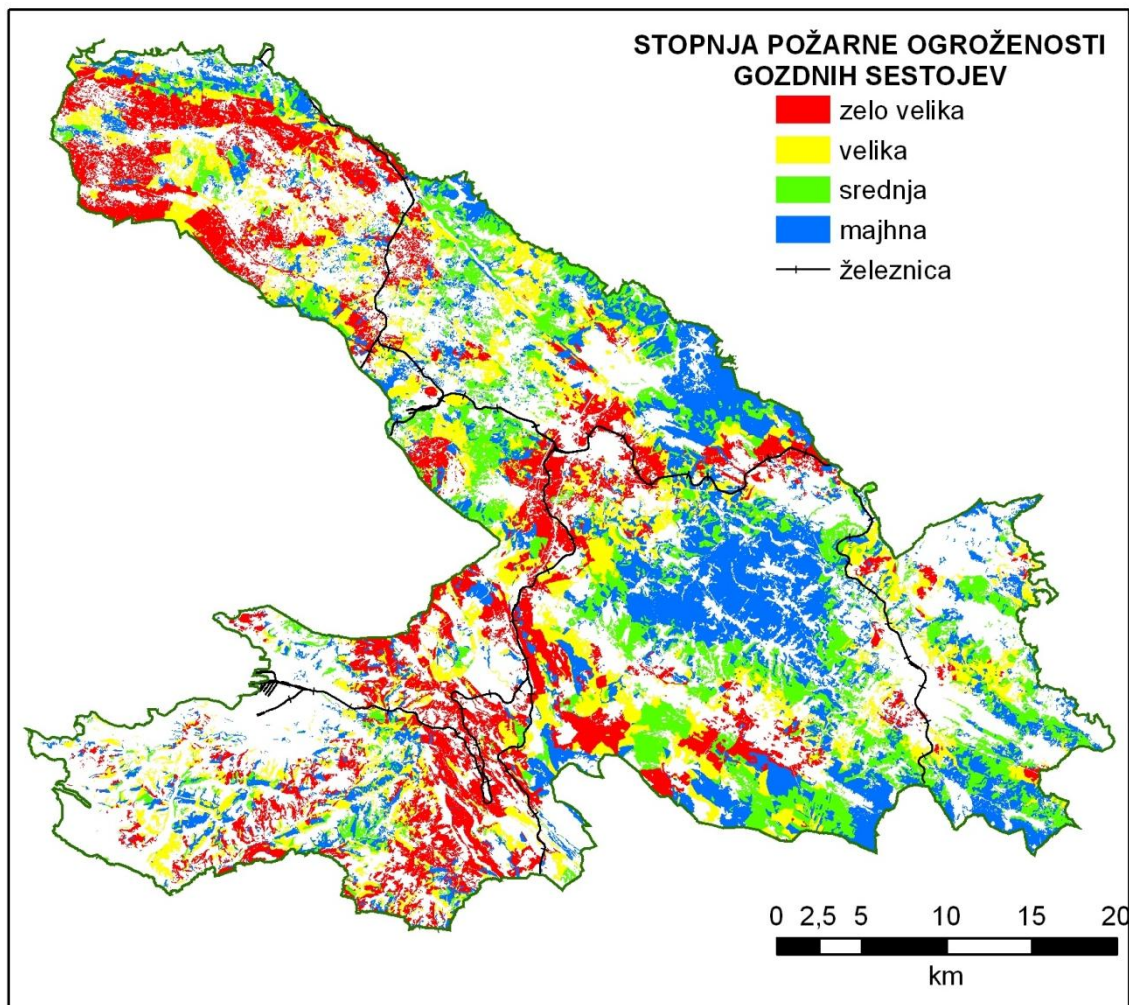 STOPNJA POŽARNE OGROŽENOSTI
GOZDNIH SESTOJEV
zelo velika
velika
srednja
majhna
železnica
0 2,5 5 10 15 20
km